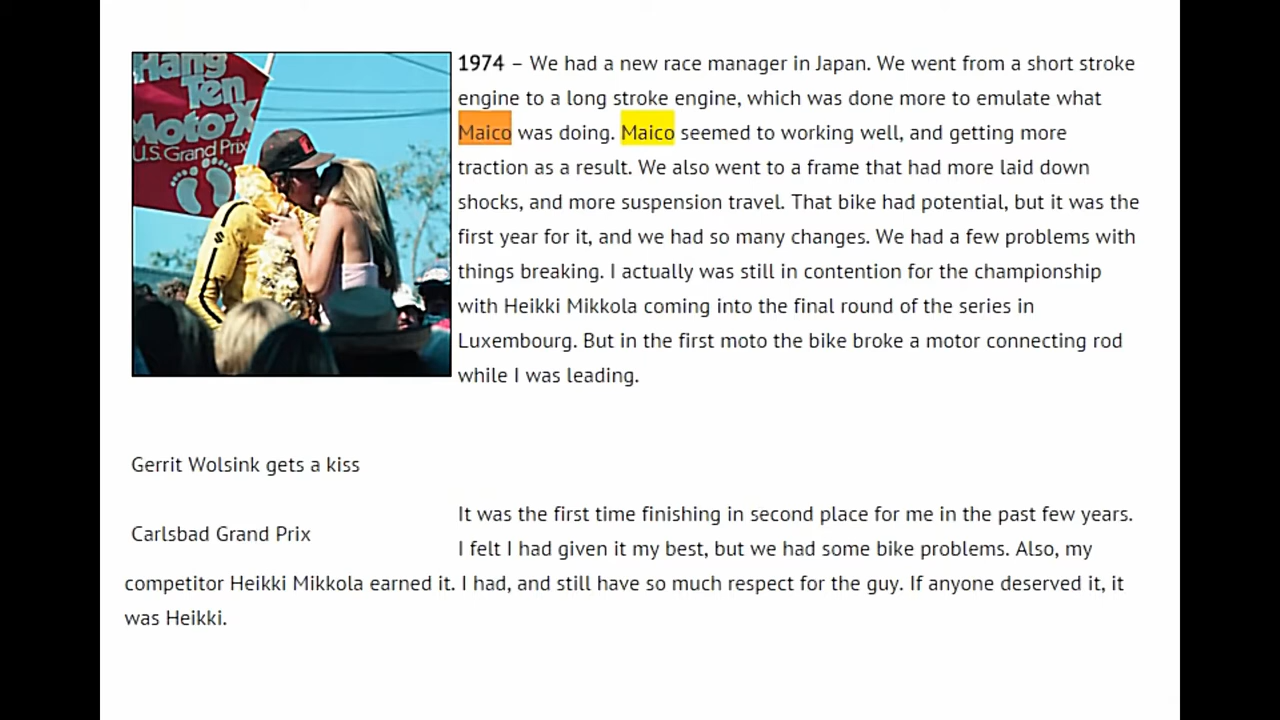 Hang
Ten
Moto-X
U.S. Grand Prix
1974 – We had a new race manager in Japan. We went from a short stroke
engine to a long stroke engine, which was done more to emulate what
Maico was doing. Maico seemed to working well, and getting more
traction as a result. We also went to a frame that had more laid down
shocks, and more suspension travel. That bike had potential, but it was the
first year for it, and we had so many changes. We had a few problems with
things breaking. I actually was still in contention for the championship
with Heikki Mikkola coming into the final round of the series in
Luxembourg. But in the first moto the bike broke a motor connecting rod
while I was leading.
Gerrit Wolsink gets a kiss
Carlsbad Grand Prix
It was the first time finishing in second place for me in the past few years.
I felt I had given it my best, but we had some bike problems. Also, my
competitor Heikki Mikkola earned it. I had, and still have so much respect for the guy. If anyone deserved it, it
was Heikki.